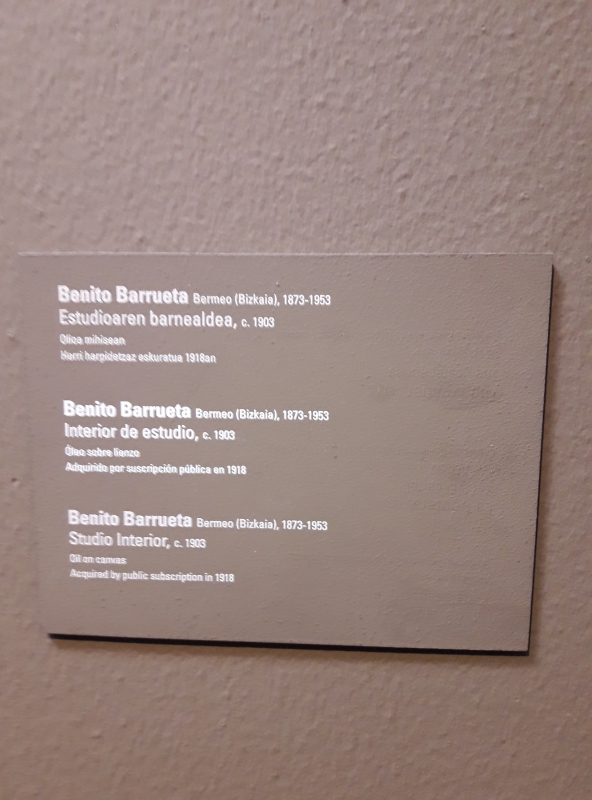 Benito Barrueta Bermeo (Bizkaia), 1873-1953
Estudioaren barnealdea, c. 1903
Olioa mihisean
Herri harpidetzaz eskuratua 1918an
Benito Barrueta Bermeo (Bizkaia), 1873-1953
Interior de estudio, c. 1903
Óleo sobre lienzo
Adquirido por suscripción pública en 1918
Benito Barrueta Bermeo (Bizkaia), 1873-1953
Studio Interior, c. 1903
Oil on canvas
Acquired by public subscription in 1918